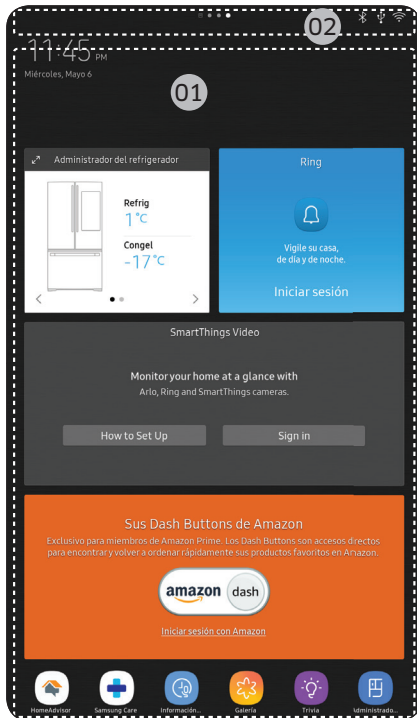 02
11:45 PM
Miércoles, Mayo 6
01
Administrador del refrigerador
Refrig
1°C
Congel
-17°C
Ring
Vigile su casa,
de día y de noche.
Iniciar sesión
SmartThings Video
Monitor your home at a glance with
Arlo, Ring and SmartThings cameras.
How to Set Up
Sign in
Sus Dash Buttons de Amazon
Exclusivo para miembros de Amazon Prime. Los Dash Buttons son accesos directos
para encontrar y volver a ordenar rápidamente sus productos favoritos en Amazon.
amazon dash
Iniciar sesión con Amazon
HomeAdvisor
Samsung Care
Información...
Galería
Trivia
Administrado...